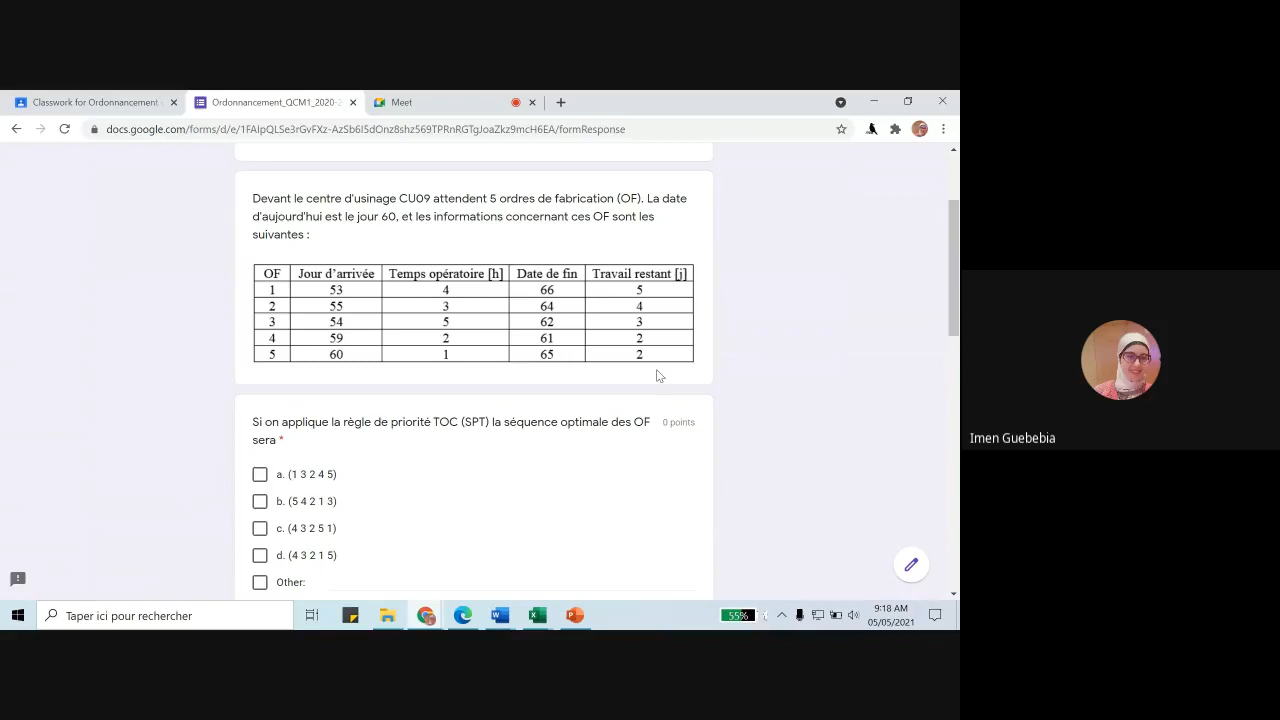 Classwork for Ordonnancement
Ordonnancement_QCM1_2020-2
Meet
docs.google.com/forms/d/e/1FAIpQLSe3rGvFXz-AzSb6I5dOnz8shz569TPRnRGTgJoaZkz9mcH6EA/formResponse
Devant le centre d'usinage CU09 attendent 5 ordres de fabrication (OF). La date
d'aujourd'hui est le jour 60, et les informations concernant ces OF sont les
suivantes :
OF Jour d'arrivée Temps opératoire [h] Date de fin Travail restant [j]
1 53 4 66 5
2 55 3 64 4
3 54 5 62 3
4 59 2 61 2
5 60 1 65 2
Si on applique la règle de priorité TOC (SPT) la séquence optimale des OF 0 points
sera *
a. (1 3 2 4 5)
b. (5 4 2 1 3)
c. (4 3 2 5 1)
d. (4 3 2 1 5)
Other:
Imen Guebebia
Taper ici pour rechercher
55%
9:18 AM
05/05/2021